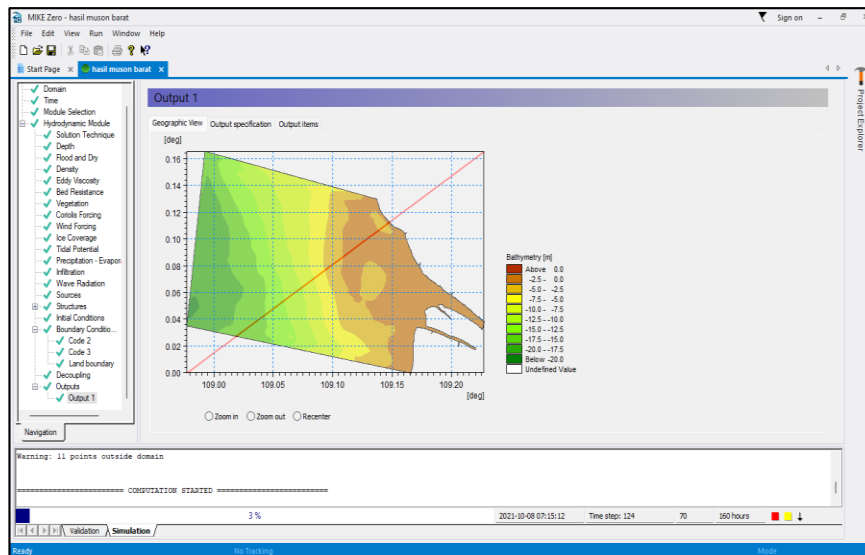 MIKE Zero - hasil muson barat
Sign on
File Edit View Run Window Help
Start Page
hasil muson barat
Project Explorer
Domain
Time
Module Selection
Hydrodynamic Module
Solution Technique
Depth
Flood and Dry
Density
Eddy Viscosity
Bed Resistance
Vegetation
Coriolis Forcing
Wind Forcing
Ice Coverage
Tidal Potential
Precipitation - Evapor
Infiltration
Wave Radiation
Sources
Structures
Initial Conditions
Boundary Conditio...
Code 2
Code 3
Land boundary
Decoupling
Outputs
Output 1
Navigation
Output 1
Geographic View Output specification Output items
[deg]
0.16
0.14
0.12
0.10
0.08
0.06
0.04
0.02
0.00
109.00 109.05 109.10 109.15 109.20
[deg]
Bathymetry [m]
Above 0.0
-2.5 - 0.0
-5.0 - -2.5
-7.5 - -5.0
-10.0 - -7.5
-12.5 - -10.0
-15.0 - -12.5
-17.5 - -15.0
-20.0 - -17.5
Below -20.0
Undefined Value
Zoom in Zoom out Recenter
Warning: 11 points outside domain
======================== COMPUTATION STARTED ========================
3 %
2021-10-08 07:15:12
Time step: 124
70
160 hours
Validation Simulation
Ready
No Tracking
Mode